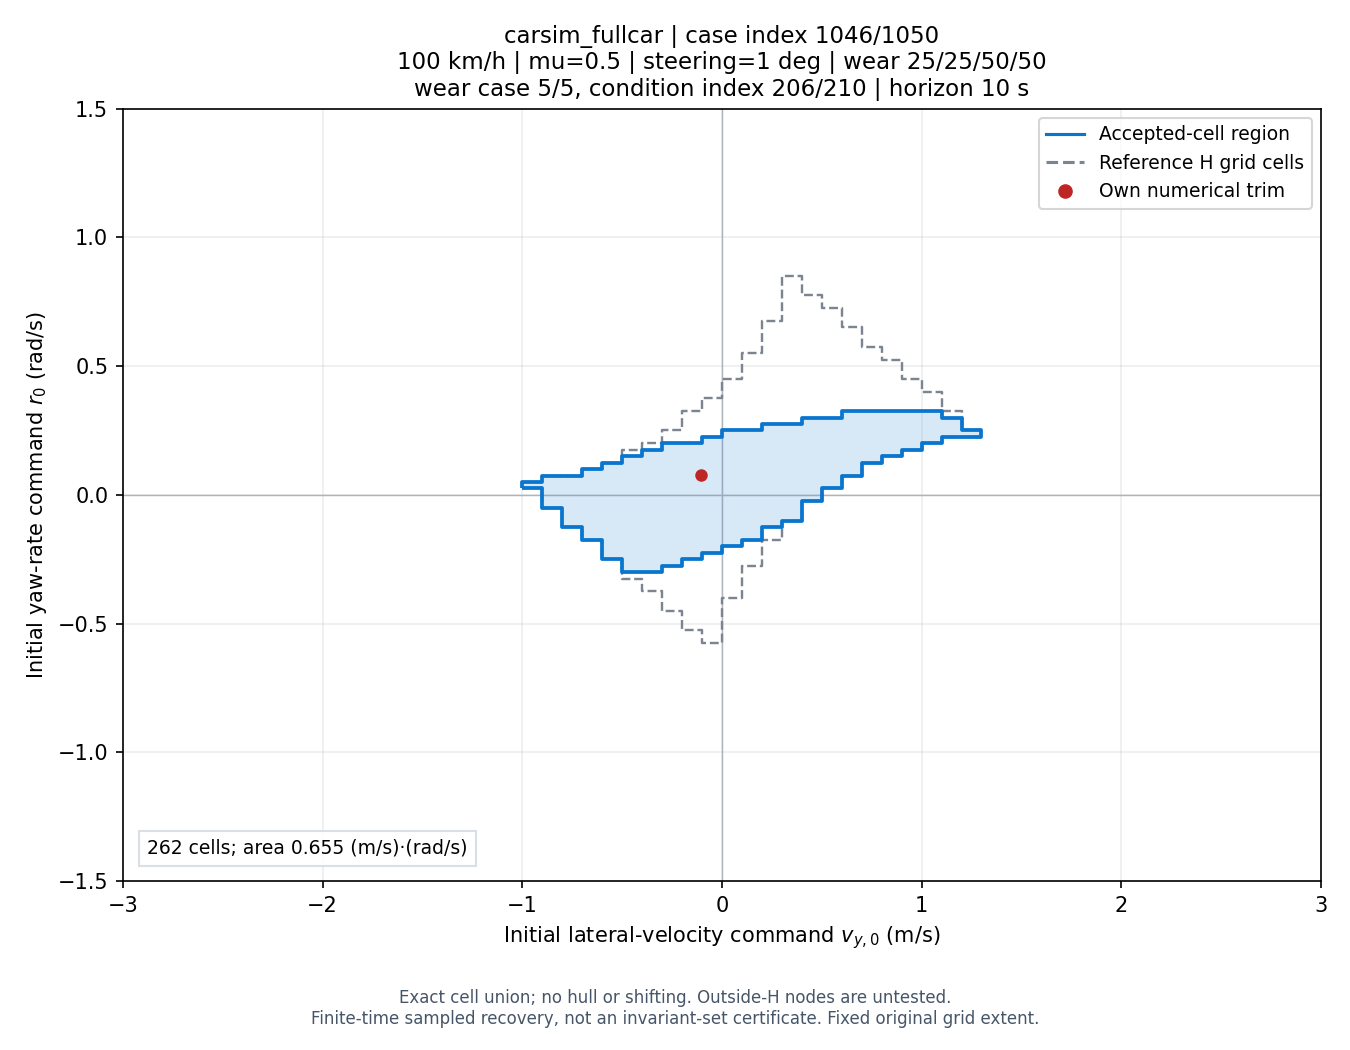 carsim_fullcar | case index 1046/1050
100 km/h | mu=0.5 | steering=1 deg | wear 25/25/50/50
wear case 5/5, condition index 206/210 | horizon 10 s
Accepted-cell region
Reference H grid cells
Own numerical trim
1.5
1.0
0.5
0.0
−0.5
−1.0
−1.5
Initial yaw-rate command r₀ (rad/s)
262 cells; area 0.655 (m/s)·(rad/s)
−3 −2 −1 0 1 2 3
Initial lateral-velocity command v_{y,0} (m/s)
Exact cell union; no hull or shifting. Outside-H nodes are untested.
Finite-time sampled recovery, not an invariant-set certificate. Fixed original grid extent.